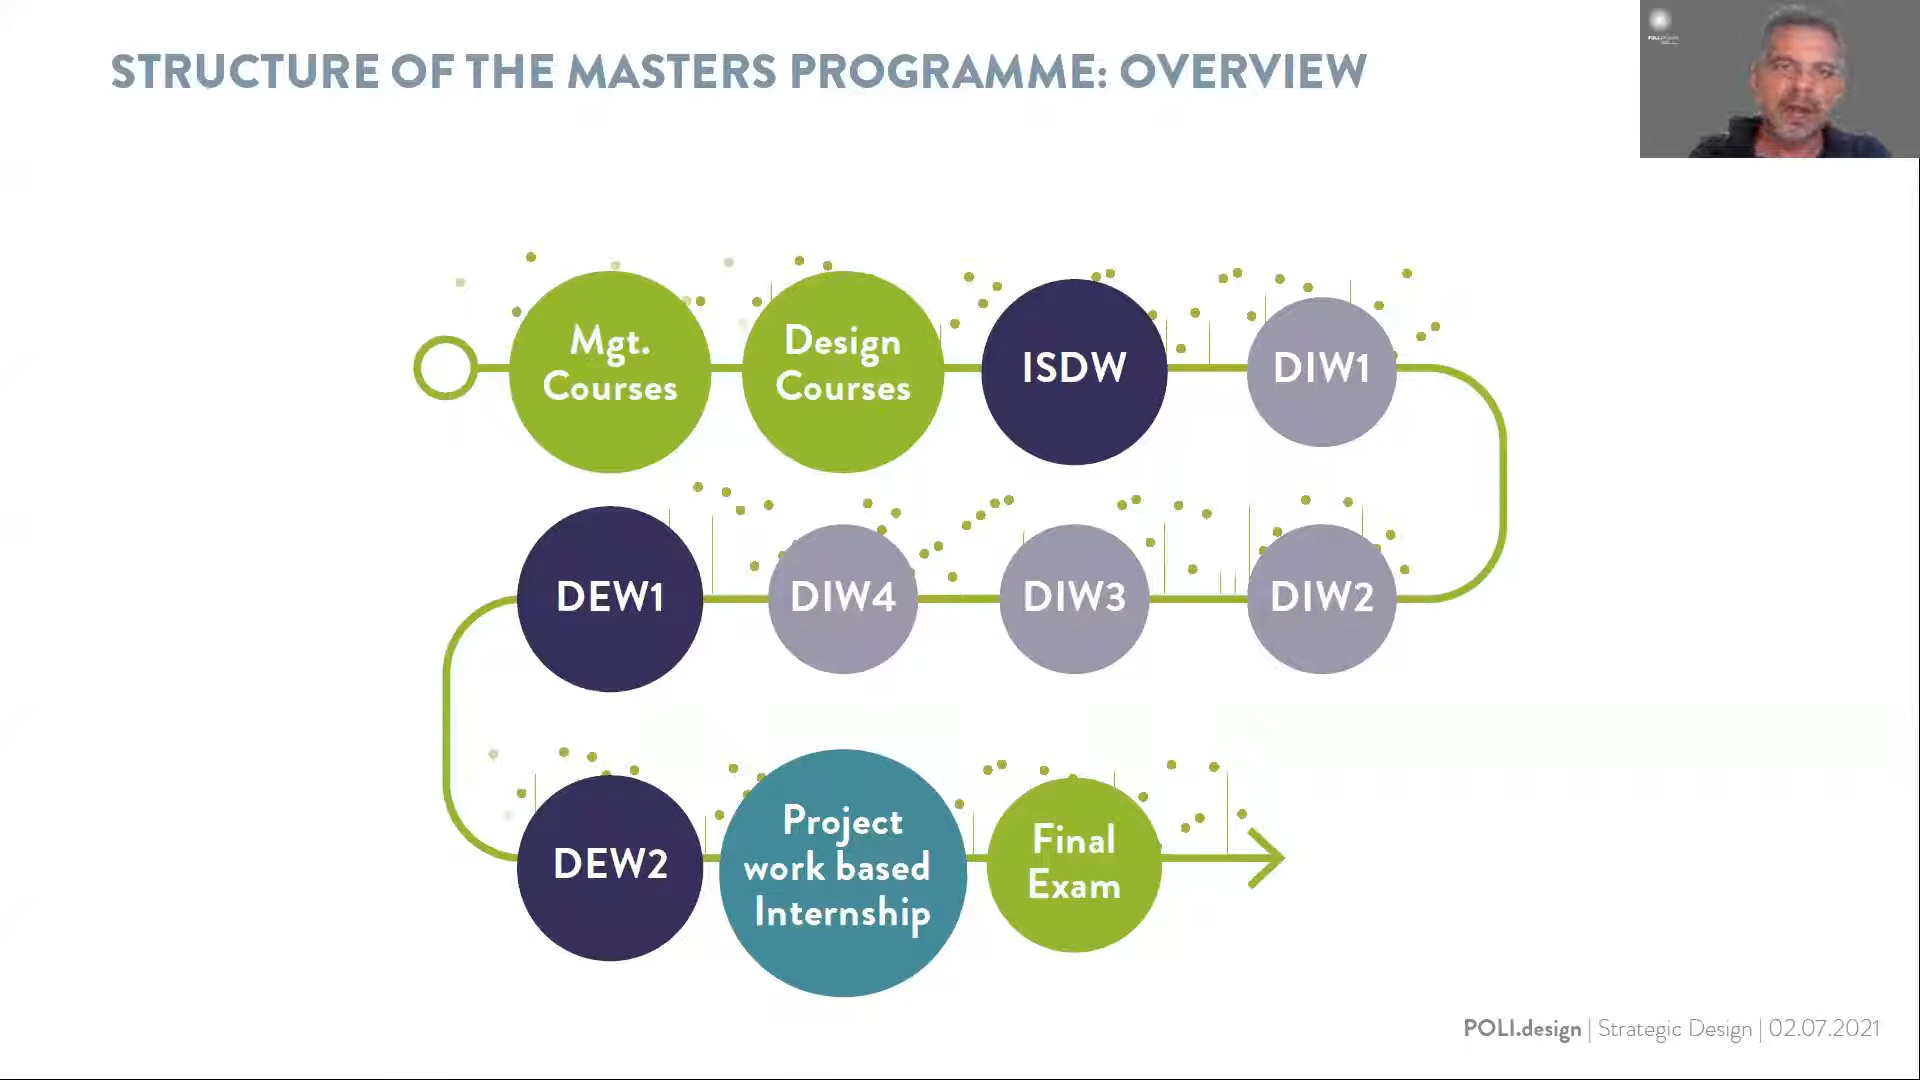 STRUCTURE OF THE MASTERS PROGRAMME: OVERVIEW
Mgt.
Courses
Design
Courses
ISDW
DIW1
DEW1
DIW4
DIW3
DIW2
DEW2
Project
work based
Internship
Final
Exam
POLI.design | Strategic Design | 02.07.2021